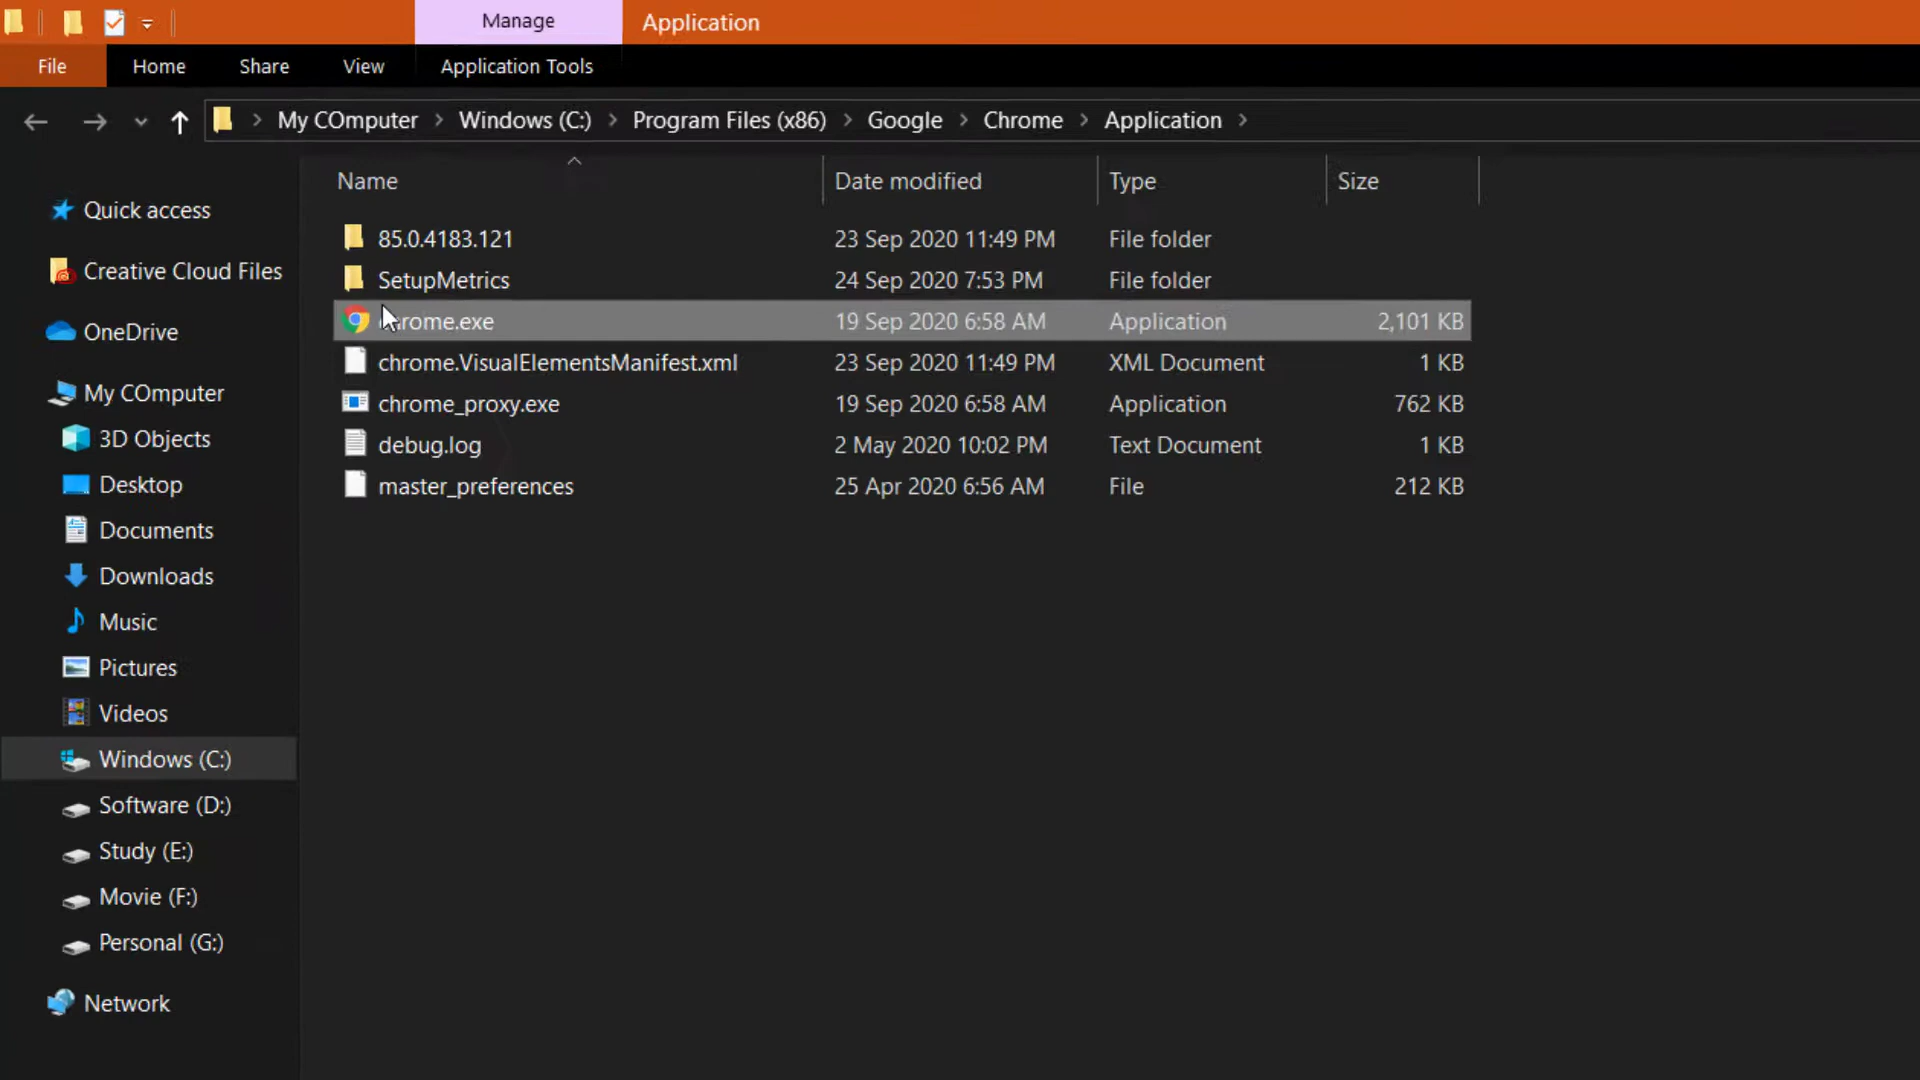 Manage
Application
File
Home
Share
View
Application Tools
My COmputer
Windows (C:)
Program Files (x86)
Google
Chrome
Application
Name
Date modified
Type
Size
Quick access
Creative Cloud Files
OneDrive
My COmputer
3D Objects
Desktop
Documents
Downloads
Music
Pictures
Videos
Windows (C:)
Software (D:)
Study (E:)
Movie (F:)
Personal (G:)
Network
85.0.4183.121 23 Sep 2020 11:49 PM File folder
SetupMetrics 24 Sep 2020 7:53 PM File folder
chrome.exe 19 Sep 2020 6:58 AM Application 2,101 KB
chrome.VisualElementsManifest.xml 23 Sep 2020 11:49 PM XML Document 1 KB
chrome_proxy.exe 19 Sep 2020 6:58 AM Application 762 KB
debug.log 2 May 2020 10:02 PM Text Document 1 KB
master_preferences 25 Apr 2020 6:56 AM File 212 KB